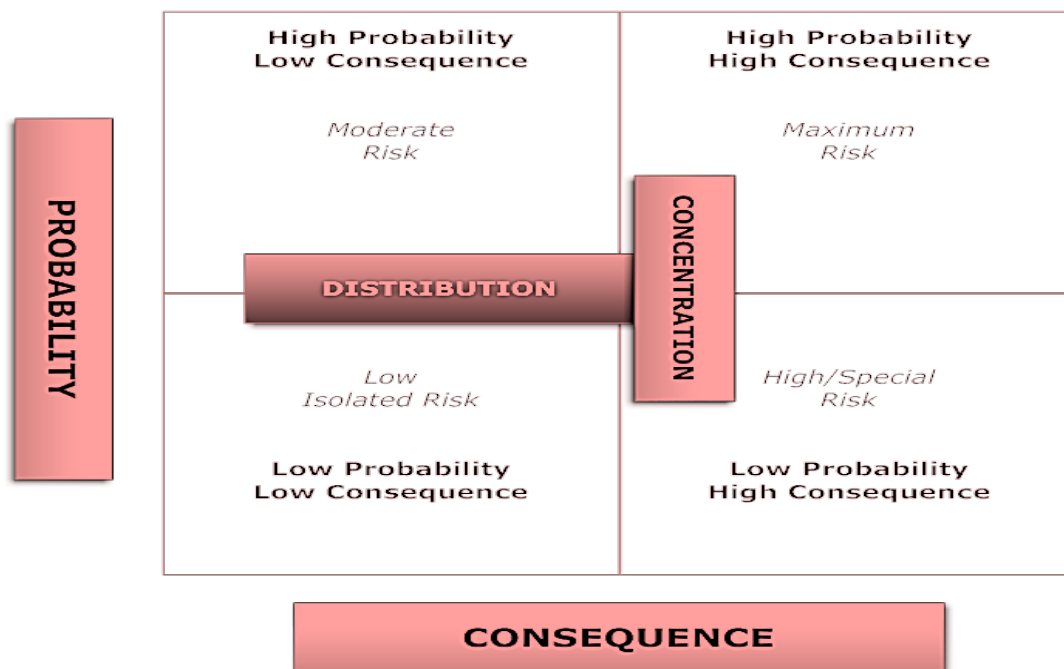 High Probability
Low Consequence
High Probability
High Consequence
Moderate
Risk
Maximum
Risk
PROBABILITY
DISTRIBUTION
CONCENTRATION
Low
Isolated Risk
High/Special
Risk
Low Probability
Low Consequence
Low Probability
High Consequence
CONSEQUENCE